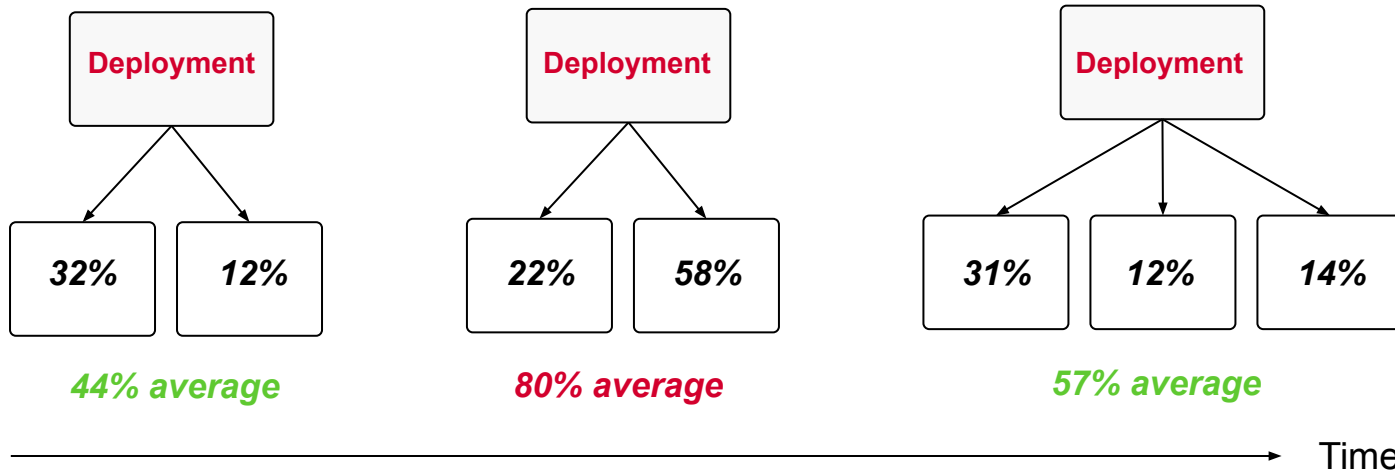 Deployment
Deployment
Deployment
32%
12%
22%
58%
31%
12%
14%
44% average
80% average
57% average
Time